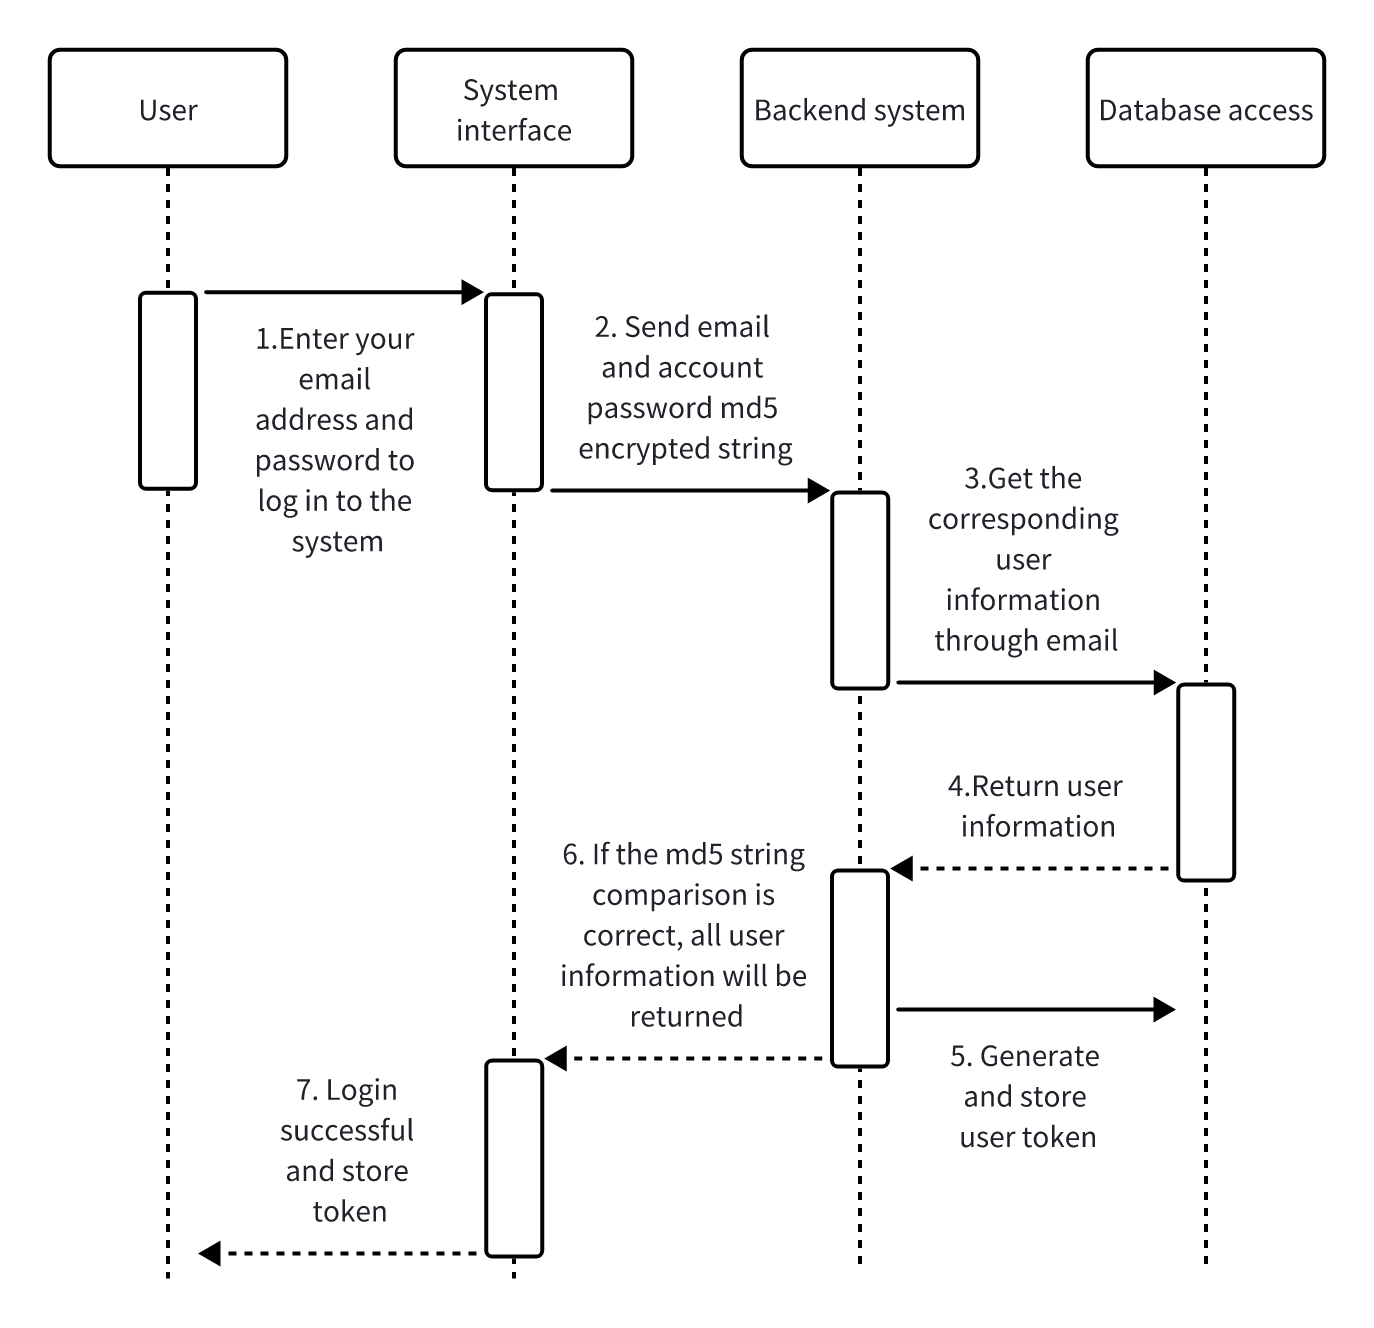 User
System
interface
Backend system
Database access
1.Enter your
email
address and
password to
log in to the
system
2. Send email
and account
password md5
encrypted string
3.Get the
corresponding
user
information
through email
4.Return user
information
6. If the md5 string
comparison is
correct, all user
information will be
returned
5. Generate
and store
user token
7. Login
successful
and store
token